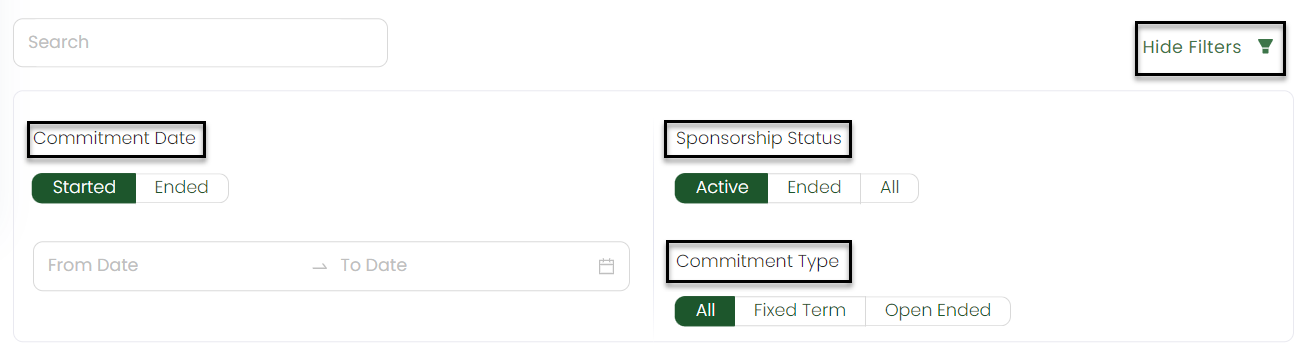 Search
Hide Filters
Commitment Date
Started Ended
From Date To Date
Sponsorship Status
Active Ended All
Commitment Type
All Fixed Term Open Ended